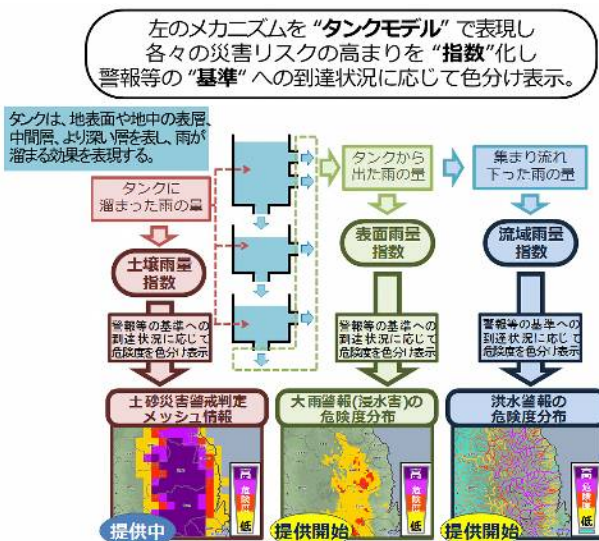 左のメカニズムを “タンクモデル” で表現し
各々の災害リスクの高まりを “指数”化し
警報等の “基準“ への到達状況に応じて色分け表示。
タンクは、地表面や地中の表層、
中間層、より深い層を表し、雨が
溜まる効果を表現する。
タンクに
溜まった雨の量
タンクから
出た雨の量
集まり流れ
下った雨の量
土壌雨量
指数
表面雨量
指数
流域雨量
指数
警報等の基準への
到達状況に応じて
危険度を色分け表示
警報等の基準への
到達状況に応じて
危険度を色分け表示
警報等の基準への
到達状況に応じて
危険度を色分け表示
土砂災害警戒判定
メッシュ情報
大雨警報(浸水害)の
危険度分布
洪水警報の
危険度分布
高
危険度
低
高
危険度
低
高
危険度
低
提供中
提供開始
提供開始